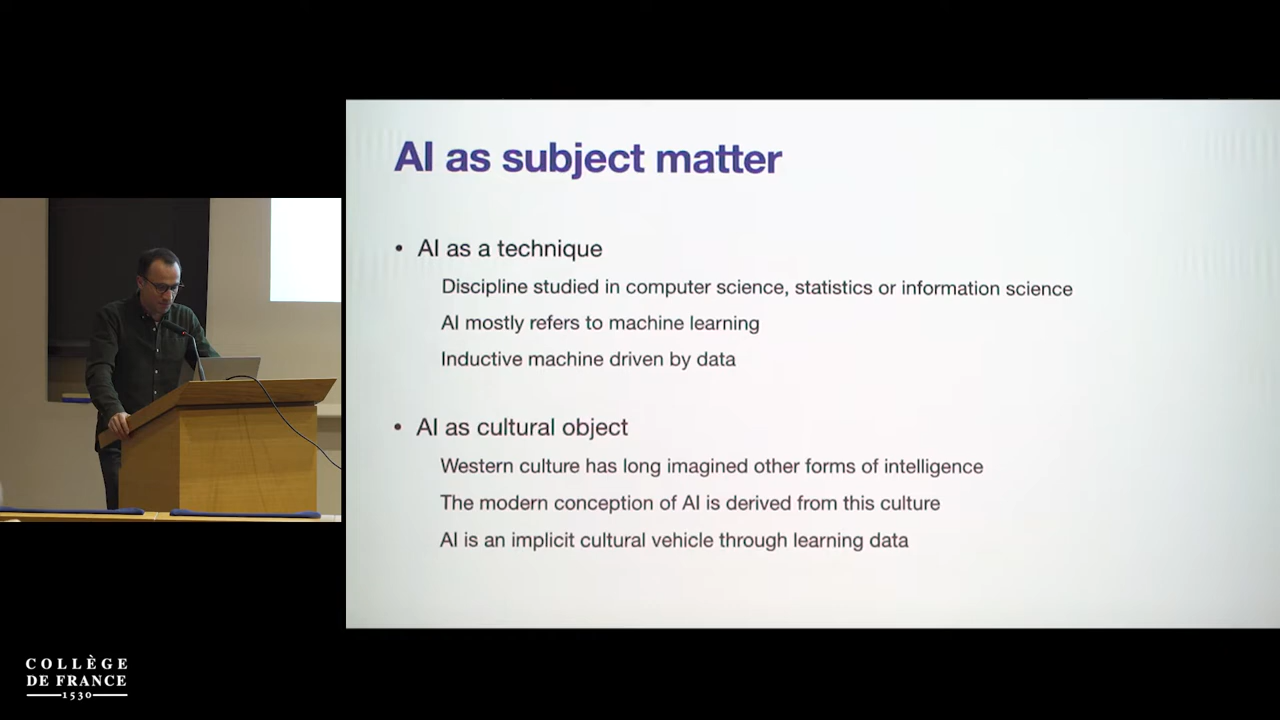 AI as subject matter
• AI as a technique
Discipline studied in computer science, statistics or information science
AI mostly refers to machine learning
Inductive machine driven by data
• AI as cultural object
Western culture has long imagined other forms of intelligence
The modern conception of AI is derived from this culture
AI is an implicit cultural vehicle through learning data
COLLÈGE
DE FRANCE
1530